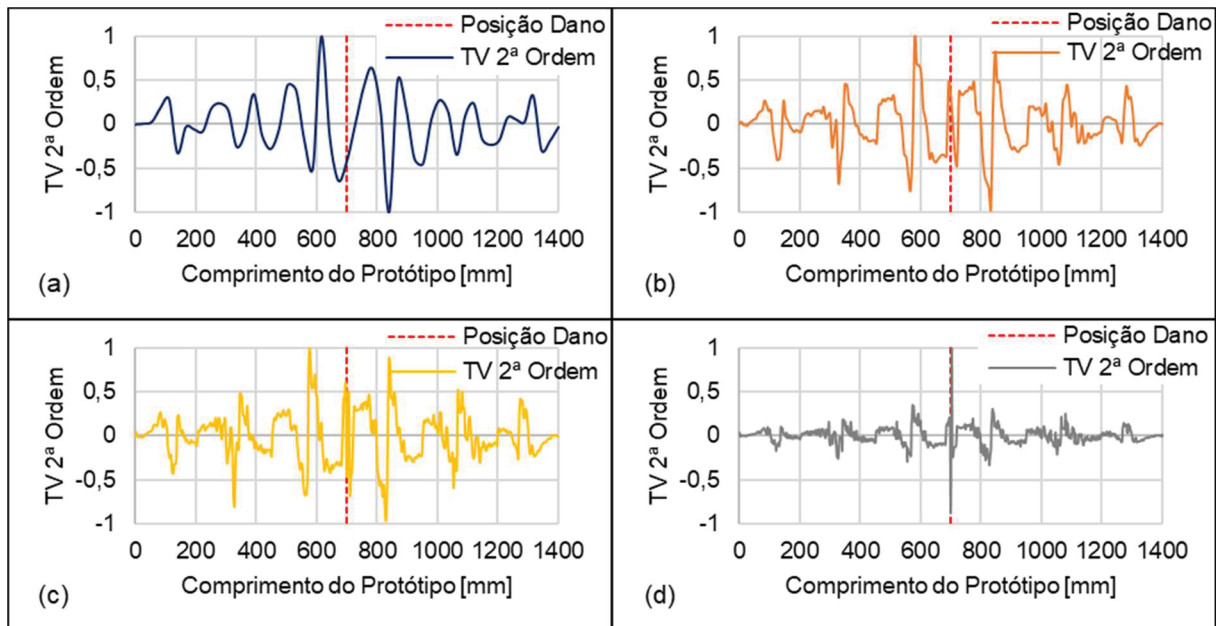 Posição Dano
TV 2ª Ordem
TV 2ª Ordem
1
0,5
0
-0,5
-1
0 200 400 600 800 1000 1200 1400
Comprimento do Protótipo [mm]
(a)
Posição Dano
TV 2ª Ordem
TV 2ª Ordem
1
0,5
0
-0,5
-1
0 200 400 600 800 1000 1200 1400
Comprimento do Protótipo [mm]
(b)
Posição Dano
TV 2ª Ordem
TV 2ª Ordem
1
0,5
0
-0,5
-1
0 200 400 600 800 1000 1200 1400
Comprimento do Protótipo [mm]
(c)
Posição Dano
TV 2ª Ordem
TV 2ª Ordem
1
0,5
0
-0,5
-1
0 200 400 600 800 1000 1200 1400
Comprimento do Protótipo [mm]
(d)